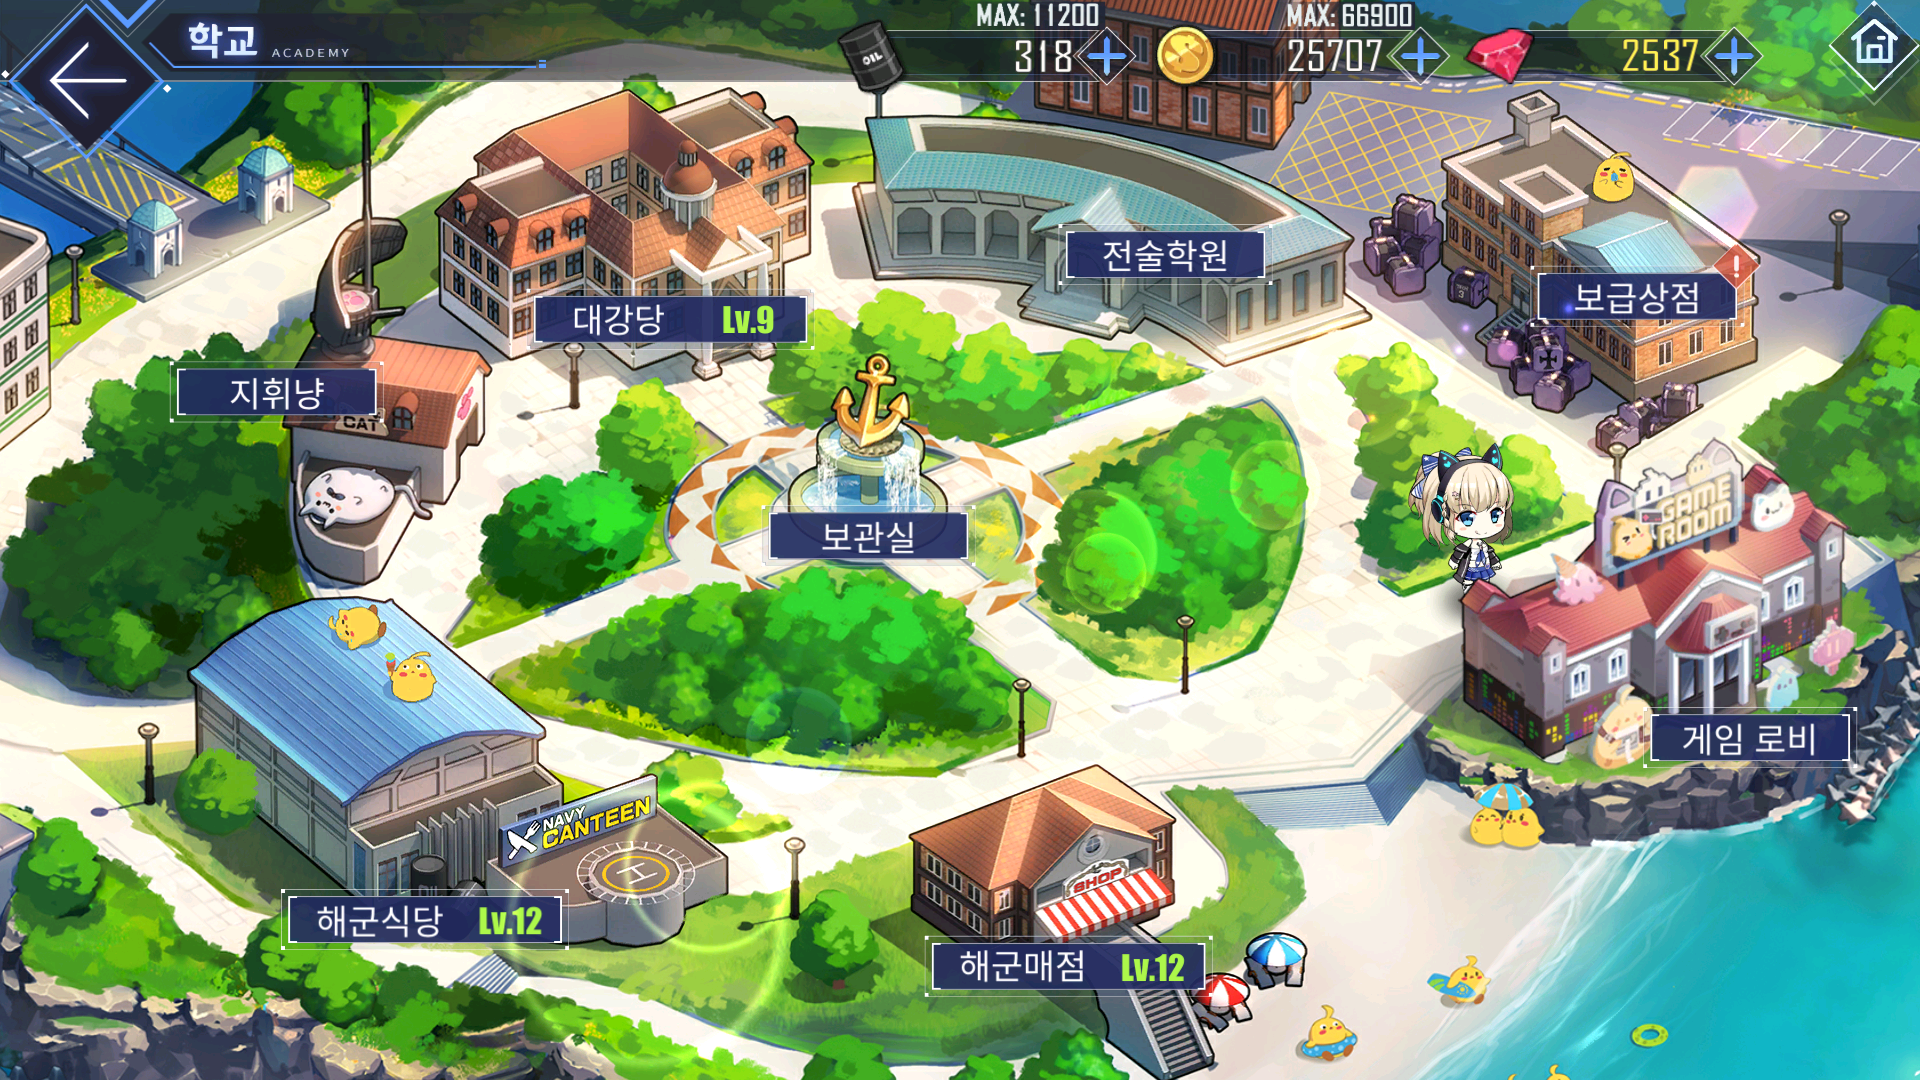 학교 ACADEMY
MAX: 11200
318
MAX: 66900
25707
2537
OIL
전술학원
보급상점
!
대강당 Lv.9
지휘냥
CAT
보관실
GAME
ROOM
게임 로비
NAVY
CANTEEN
H
해군식당 Lv.12
SHOP
해군매점 Lv.12